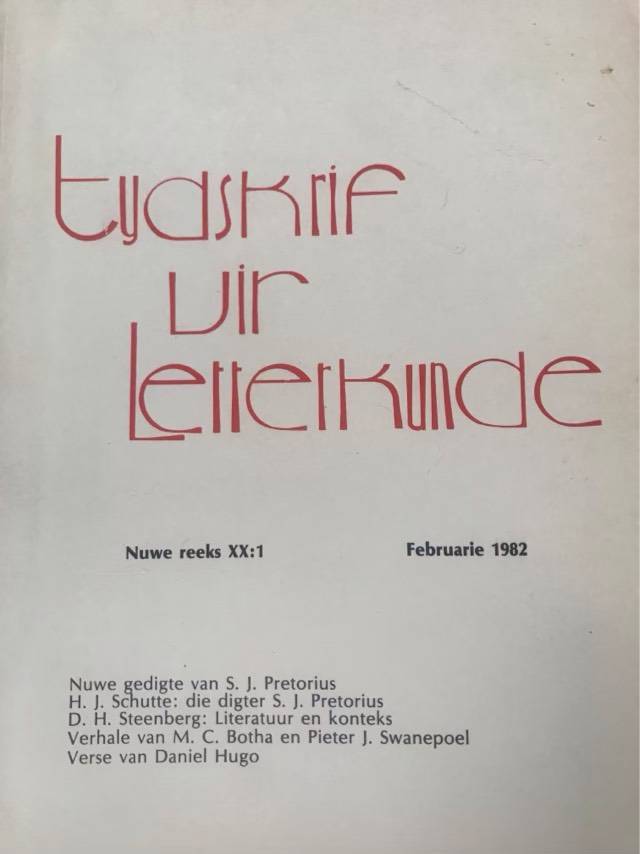 tydskrif
vir
Letterkunde
Nuwe reeks XX:1 Februarie 1982
Nuwe gedigte van S. J. Pretorius
H. J. Schutte: die digter S. J. Pretorius
D. H. Steenberg: Literatuur en konteks
Verhale van M. C. Botha en Pieter J. Swanepoel
Verse van Daniel Hugo